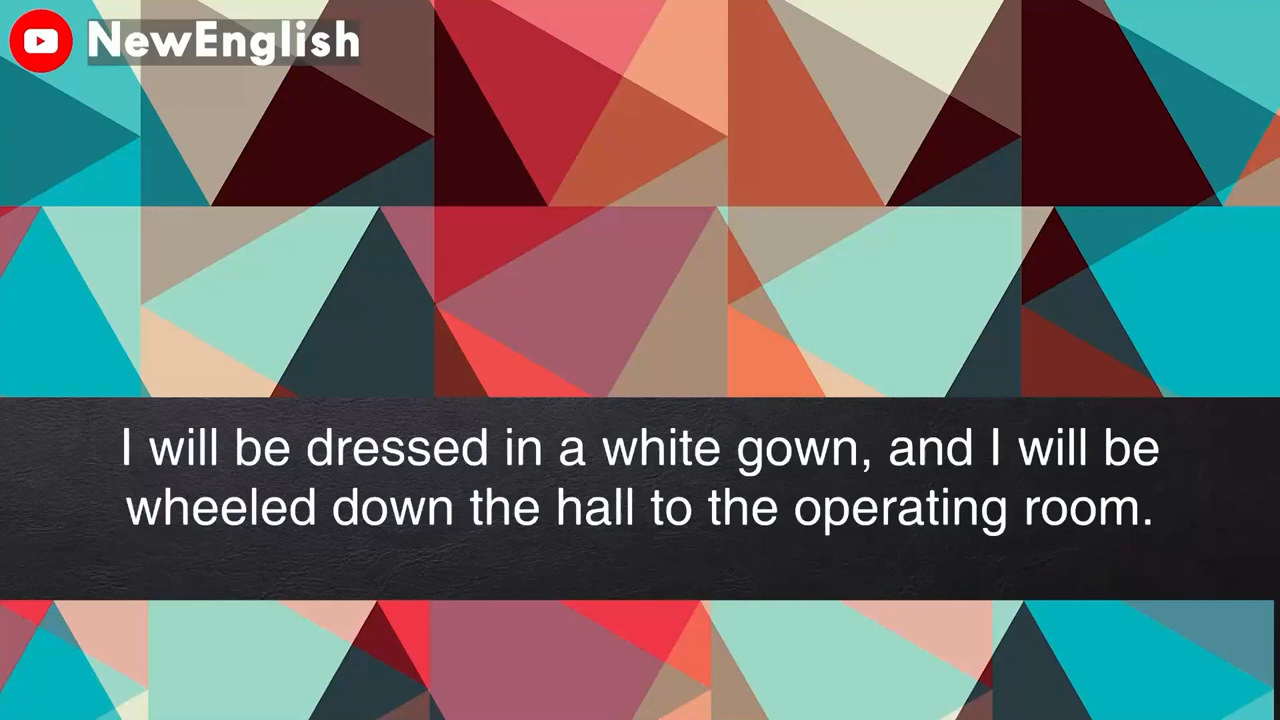 NewEnglish
I will be dressed in a white gown, and I will be
wheeled down the hall to the operating room.